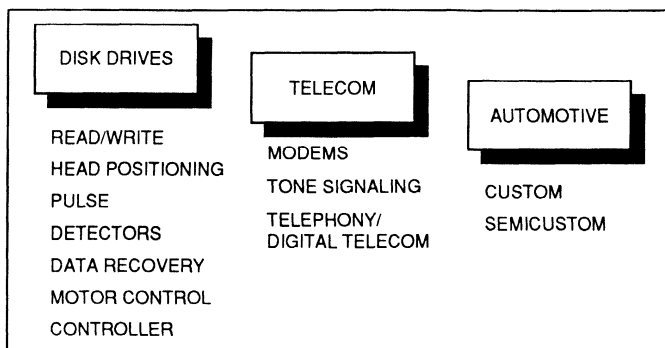 DISK DRIVES
READ/WRITE
HEAD POSITIONING
PULSE
DETECTORS
DATA RECOVERY
MOTOR CONTROL
CONTROLLER
TELECOM
MODEMS
TONE SIGNALING
TELEPHONY/
DIGITAL TELECOM
AUTOMOTIVE
CUSTOM
SEMICUSTOM